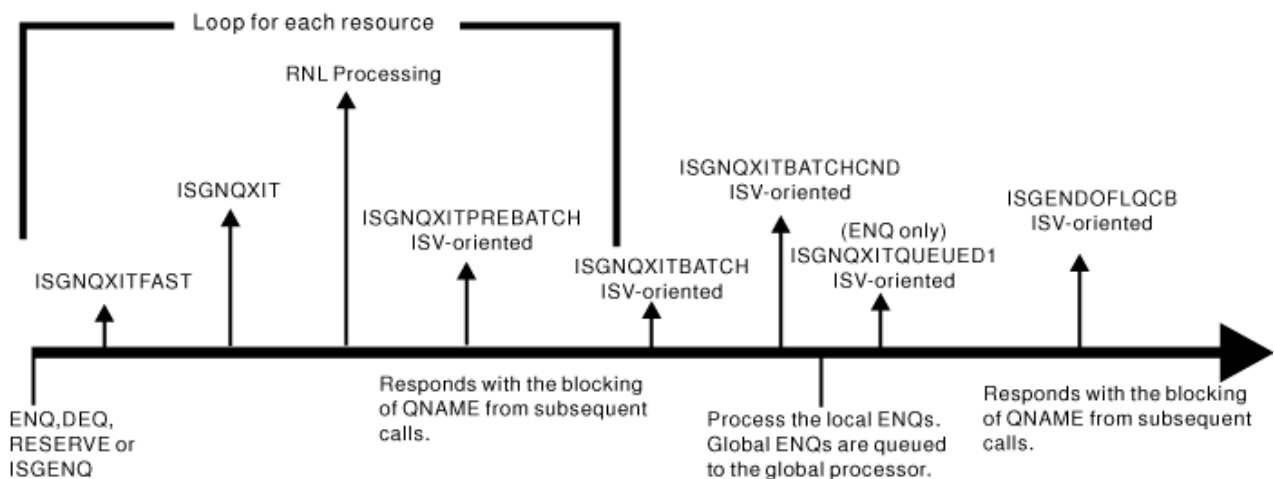 Loop for each resource
RNL Processing
ISGNQXIT
ISGNQXITFAST
ISGNQXITPREBATCH
ISV-oriented
ISGNQXITBATCH
ISV-oriented
ISGNQXITBATCHCND
ISV-oriented
(ENQ only)
ISGNQXITQUEUED1
ISV-oriented
ISGENDOFLQCB
ISV-oriented
ENQ,DEQ,
RESERVE or
ISGENQ
Responds with the blocking
of QNAME from subsequent
calls.
Process the local ENQs.
Global ENQs are queued
to the global processor.
Responds with the blocking
of QNAME from subsequent
calls.